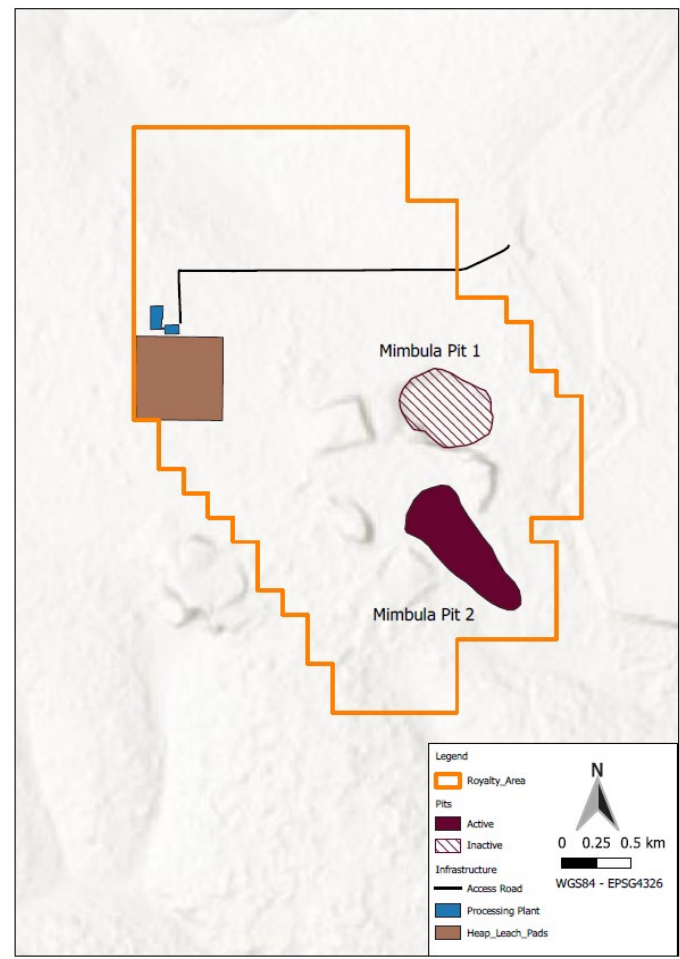 Mimbula Pit 1
Mimbula Pit 2
Legend
Royalty_Area
Pits
Active
Inactive
Infrastructure
Access Road
Processing Plant
Heap_Leach_Pads
N
0 0.25 0.5 km
WGS84 - EPSG4326